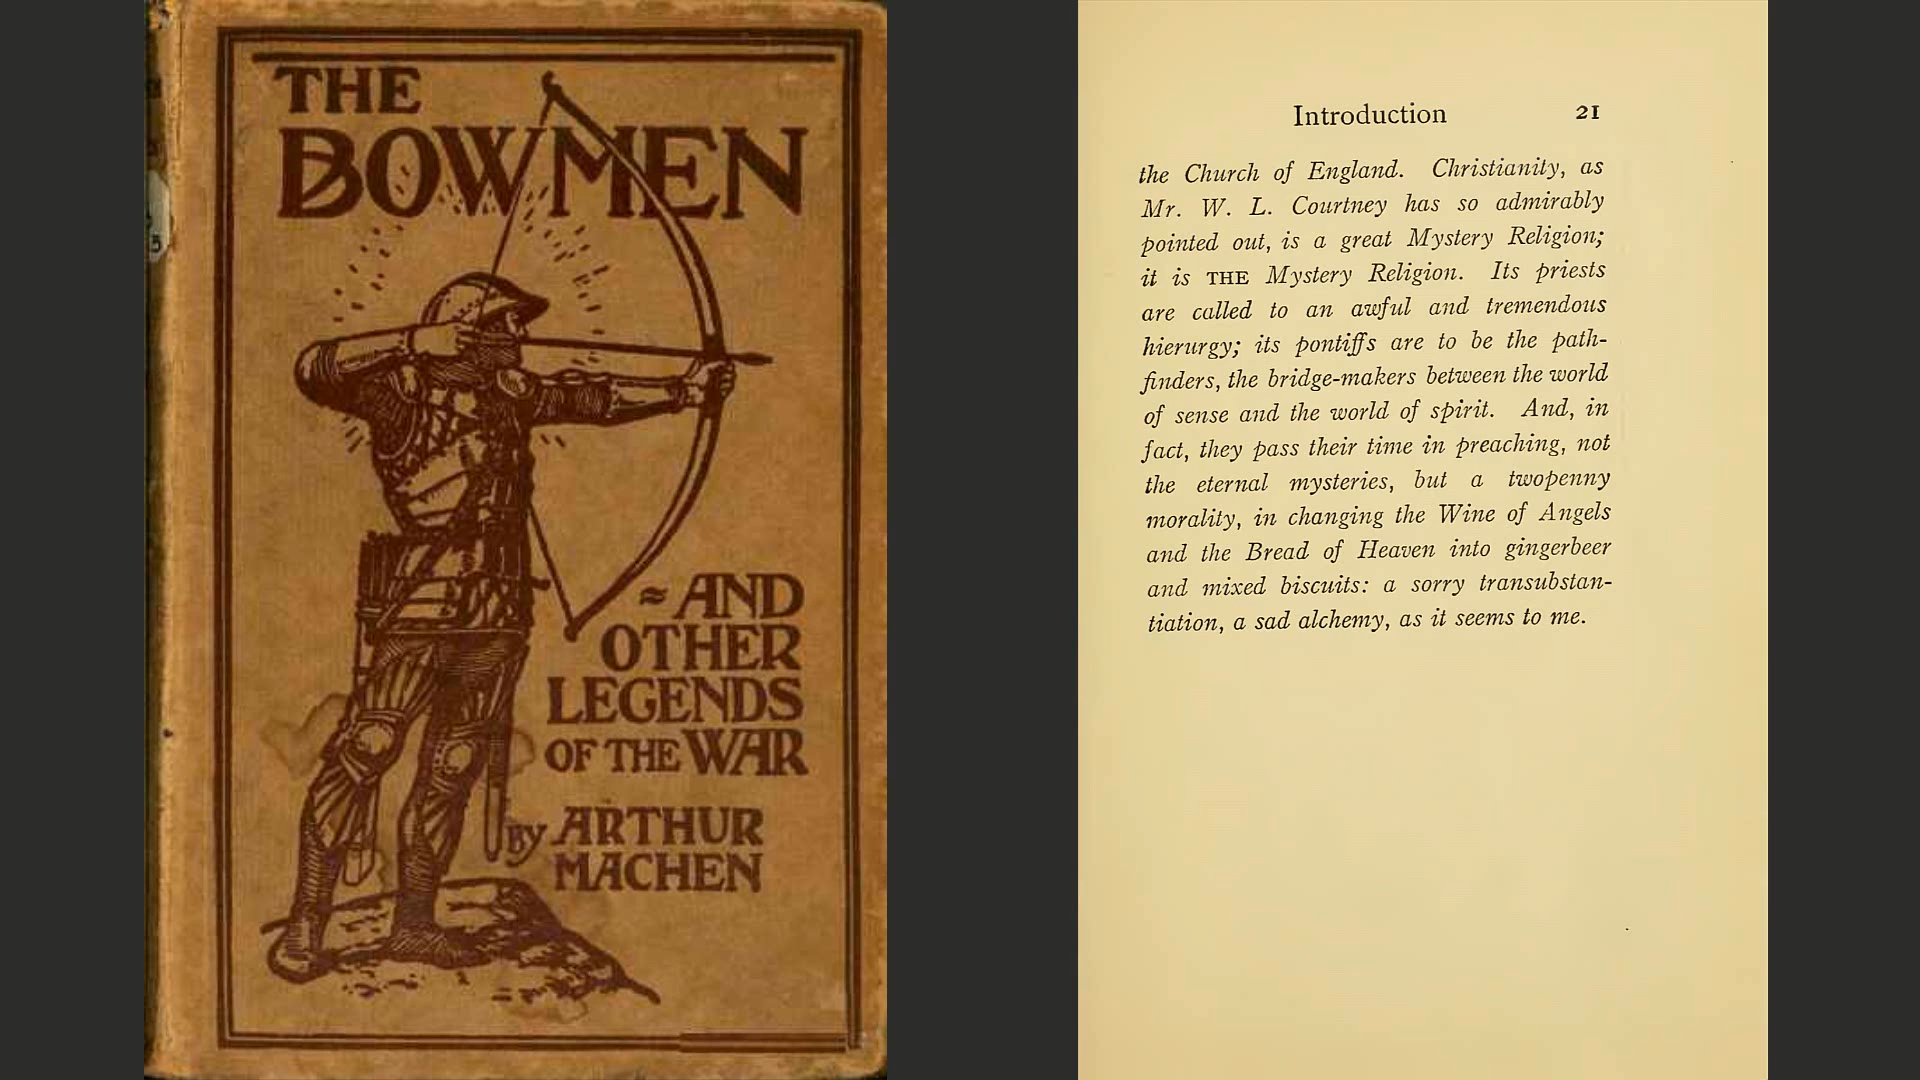 THE
BOWMEN
AND
OTHER
LEGENDS
OF THE WAR
BY ARTHUR
MACHEN
Introduction 21
the Church of England. Christianity, as
Mr. W. L. Courtney has so admirably
pointed out, is a great Mystery Religion;
it is THE Mystery Religion. Its priests
are called to an awful and tremendous
hierurgy; its pontiffs are to be the path-
finders, the bridge-makers between the world
of sense and the world of spirit. And, in
fact, they pass their time in preaching, not
the eternal mysteries, but a twopenny
morality, in changing the Wine of Angels
and the Bread of Heaven into gingerbeer
and mixed biscuits: a sorry transubstan-
tiation, a sad alchemy, as it seems to me.